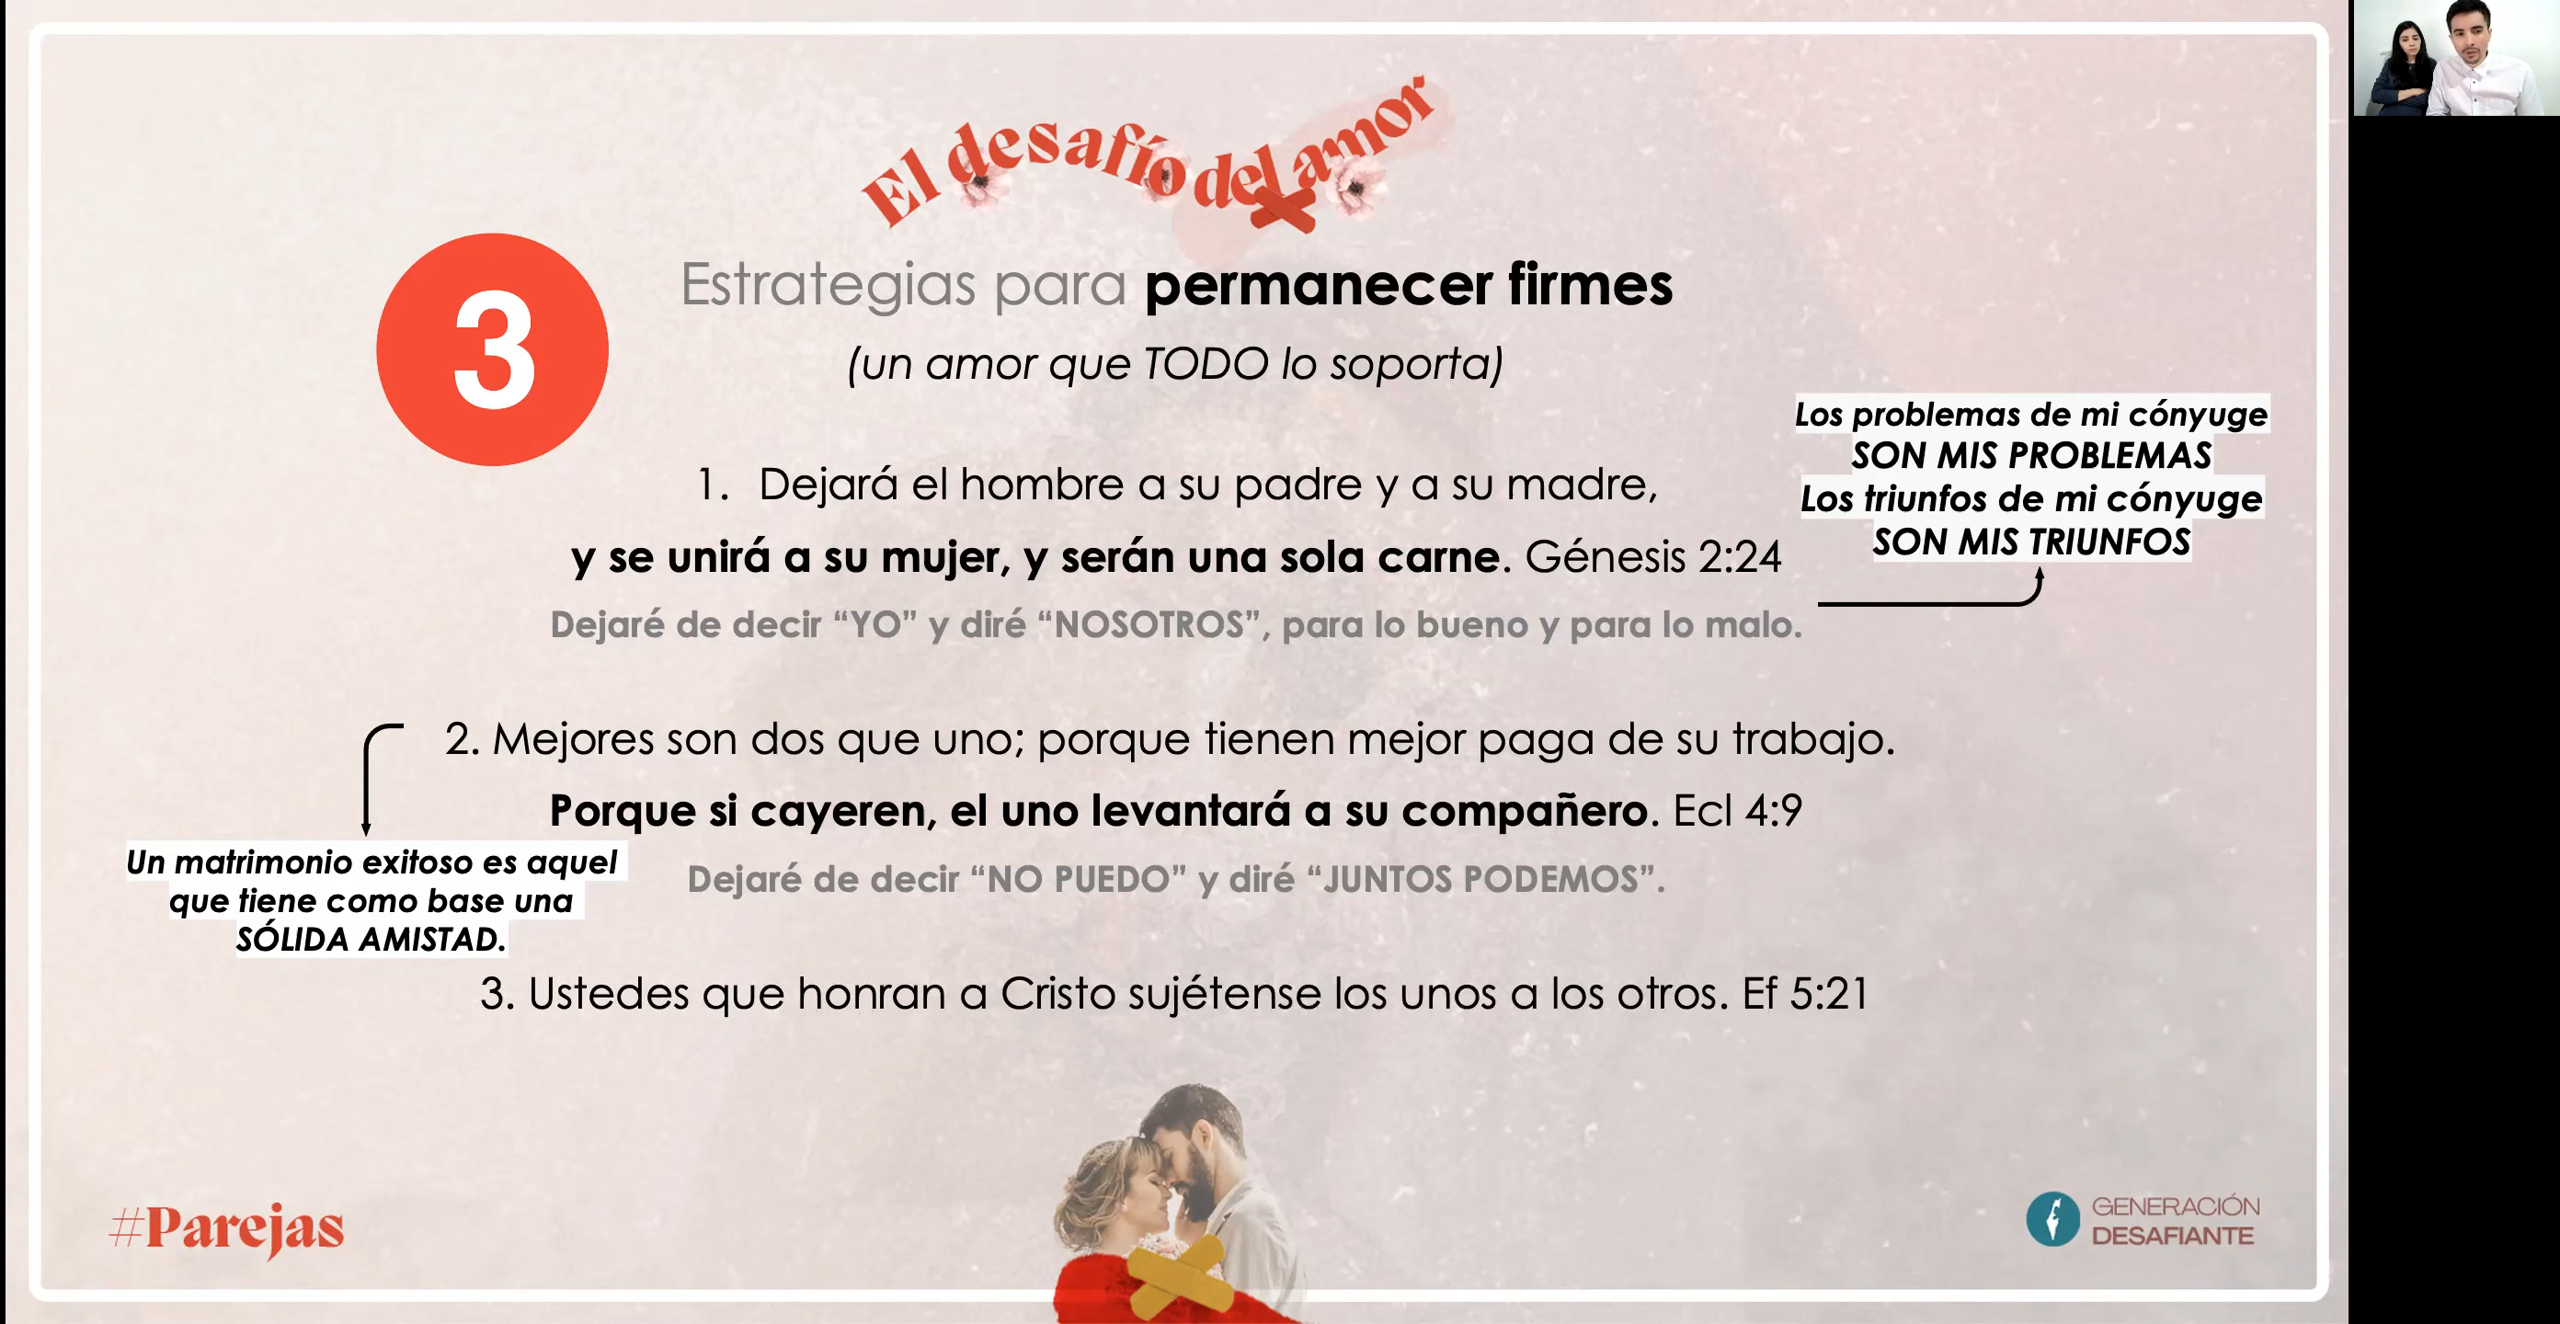 El desafío del amor
3
Estrategias para permanecer firmes
(un amor que TODO lo soporta)
1. Dejará el hombre a su padre y a su madre,
y se unirá a su mujer, y serán una sola carne. Génesis 2:24
Dejaré de decir “YO” y diré “NOSOTROS”, para lo bueno y para lo malo.
Los problemas de mi cónyuge
SON MIS PROBLEMAS
Los triunfos de mi cónyuge
SON MIS TRIUNFOS
2. Mejores son dos que uno; porque tienen mejor paga de su trabajo.
Porque si cayeren, el uno levantará a su compañero. Ecl 4:9
Dejaré de decir “NO PUEDO” y diré “JUNTOS PODEMOS”.
Un matrimonio exitoso es aquel
que tiene como base una
SÓLIDA AMISTAD.
3. Ustedes que honran a Cristo sujétense los unos a los otros. Ef 5:21
#Parejas
GENERACIÓN
DESAFIANTE